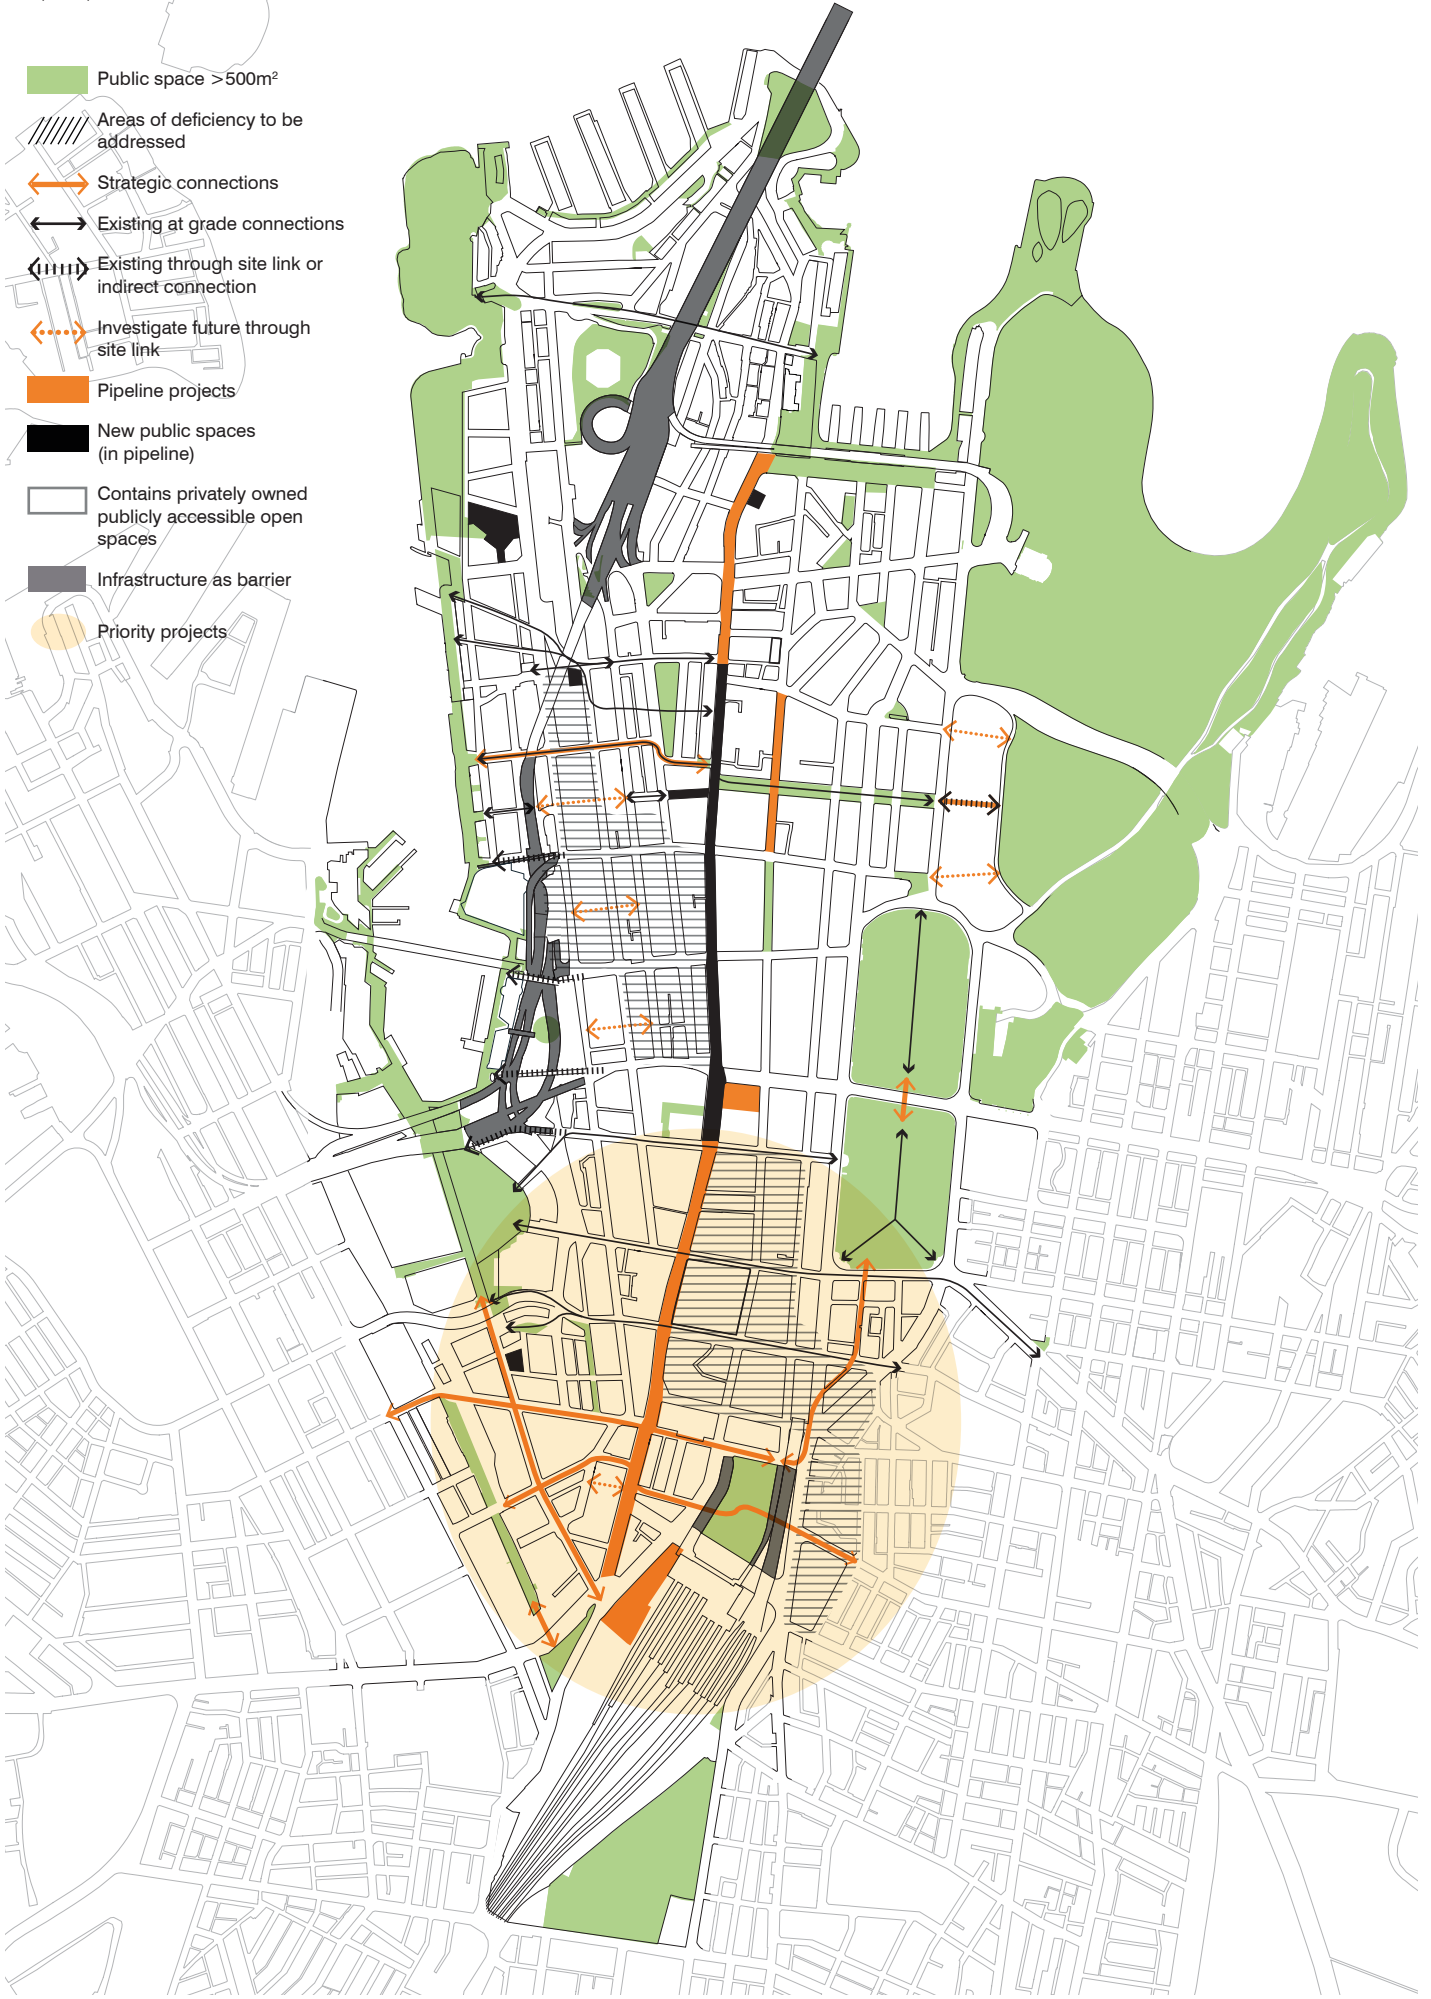 Public space >500m²
Areas of deficiency to be
addressed
Strategic connections
Existing at grade connections
Existing through site link or
indirect connection
Investigate future through
site link
Pipeline projects
New public spaces
(in pipeline)
Contains privately owned
publicly accessible open
spaces
Infrastructure as barrier
Priority projects